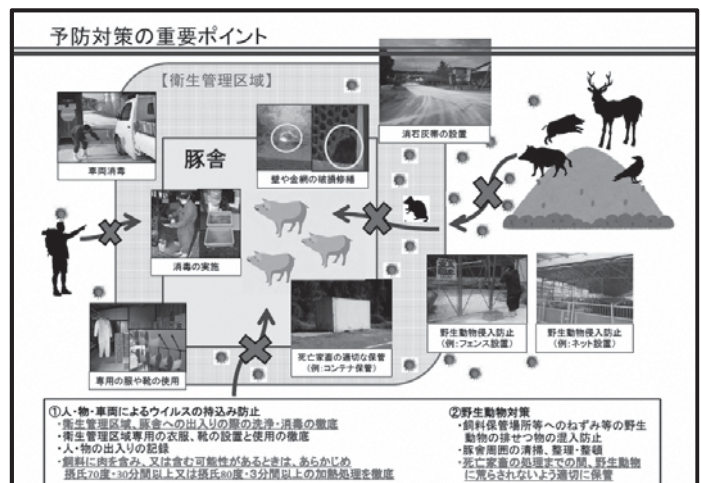 予防対策の重要ポイント
【衛生管理区域】
消石灰帯の設置
車両消毒
豚舎
壁や金網の破損修繕
消毒の実施
専用の服や靴の使用
死亡家畜の適切な保管
(例:コンテナ保管)
野生動物侵入防止
(例:フェンス設置)
野生動物侵入防止
(例:ネット設置)
①人・物・車両によるウイルスの持込み防止
・衛生管理区域、豚舎への出入りの際の洗浄・消毒の徹底
・衛生管理区域専用の衣服、靴の設置と使用の徹底
・人・物の出入りの記録
・飼料に肉を含み、又は含む可能性があるときは、あらかじめ
摂氏70度・30分間以上又は摂氏80度・3分間以上の加熱処理を徹底
②野生動物対策
・飼料保管場所等へのねずみ等の野生
動物の排せつ物の混入防止
・豚舎周囲の清掃、整理・整頓
・死亡家畜の処理までの間、野生動物
に荒らされないよう適切に保管